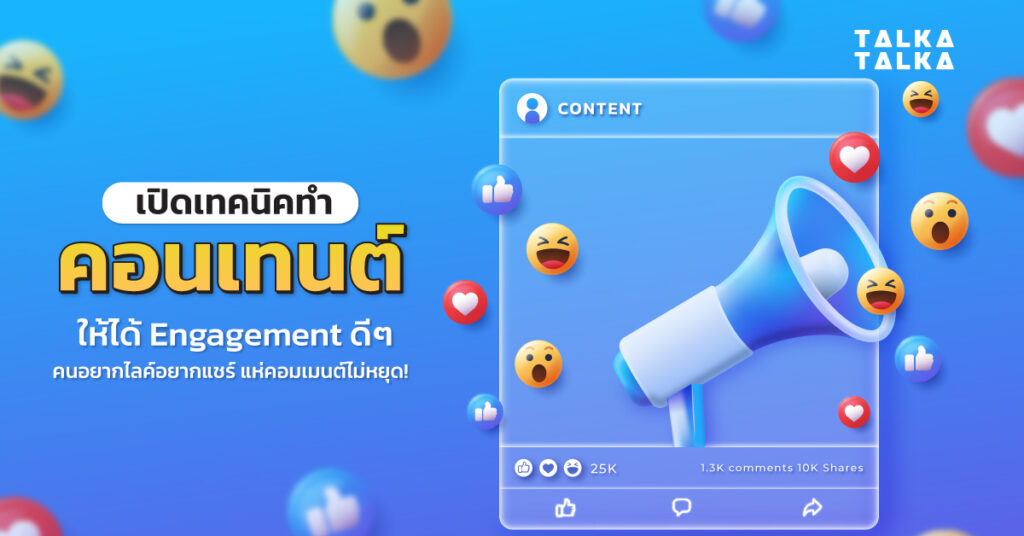 TALKA
TALKA
CONTENT
เปิดเทคนิคทำ
คอนเทนต์
ให้ได้ Engagement ดีๆ
คนอยากไลค์อยากแชร์ แห่คอมเมนต์ไม่หยุด!
25K
1.3K comments 10K Shares